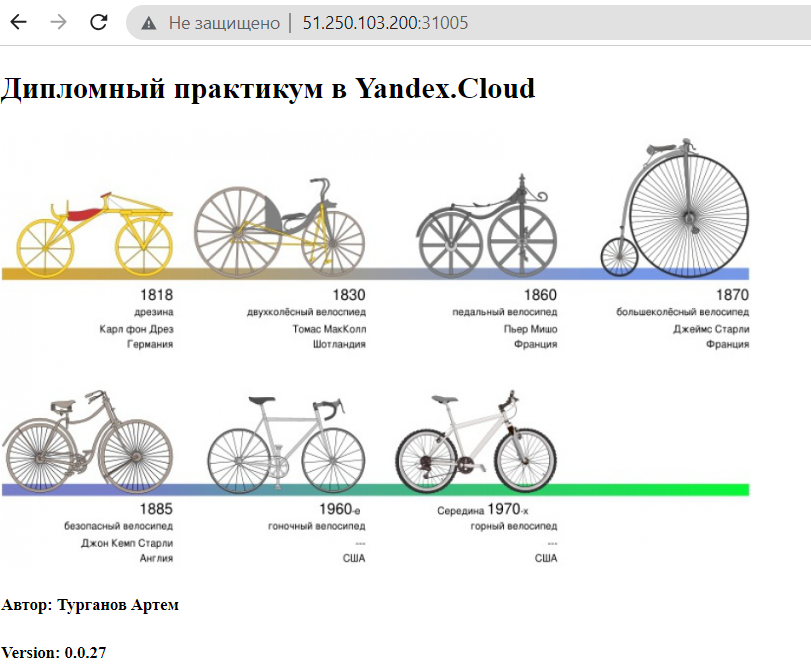 Не защищено | 51.250.103.200:31005
Дипломный практикум в Yandex.Cloud
1818 1830 1860 1870
дрезина двухколёсный велоспиед педальный велосипед большеколёсный велосипед
Карл фон Дрез Томас МакКолл Пьер Мишо Джеймс Старли
Германия Шотландия Франция Франция
1885 1960-е Середина 1970-х
безопасный велосипед гоночный велосипед горный велосипед
Джон Кемп Старли --- ---
Англия США США
Автор: Турганов Артем
Version: 0.0.27